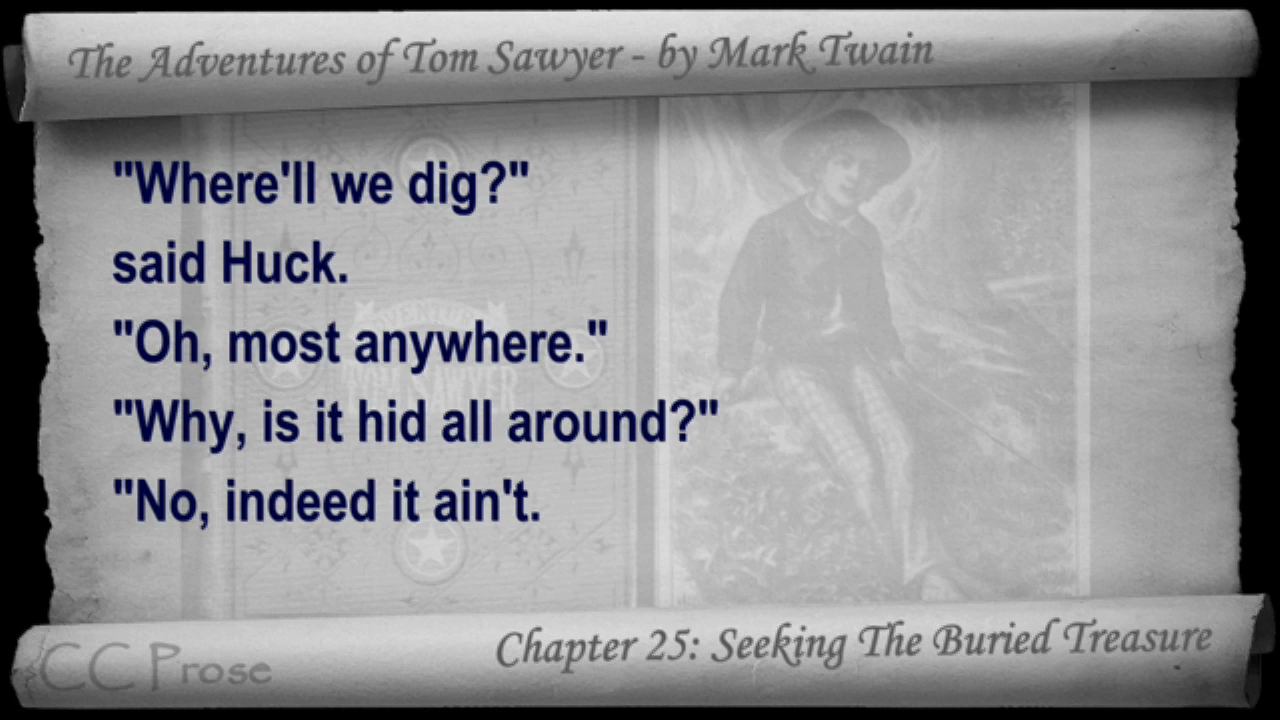 The Adventures of Tom Sawyer - by Mark Twain
"Where'll we dig?"
said Huck.
"Oh, most anywhere."
"Why, is it hid all around?"
"No, indeed it ain't.
Chapter 25: Seeking The Buried Treasure
CC Prose